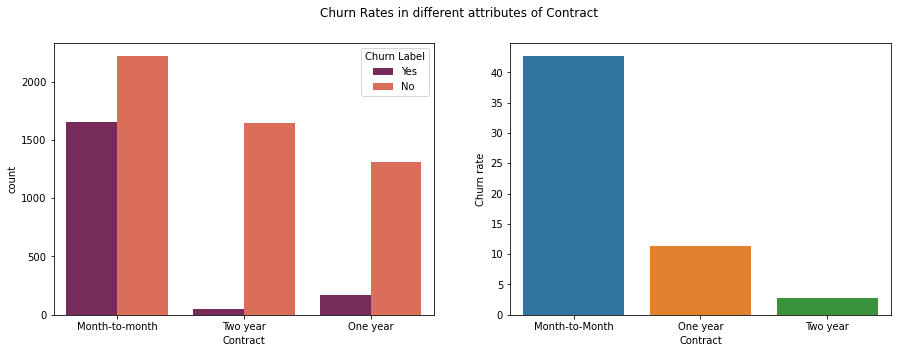 Churn Rates in different attributes of Contract
count
2000
1500
1000
500
0
Churn Label
Yes
No
Month-to-month Two year One year
Contract
Churn rate
40
35
30
25
20
15
10
5
0
Month-to-Month One year Two year
Contract